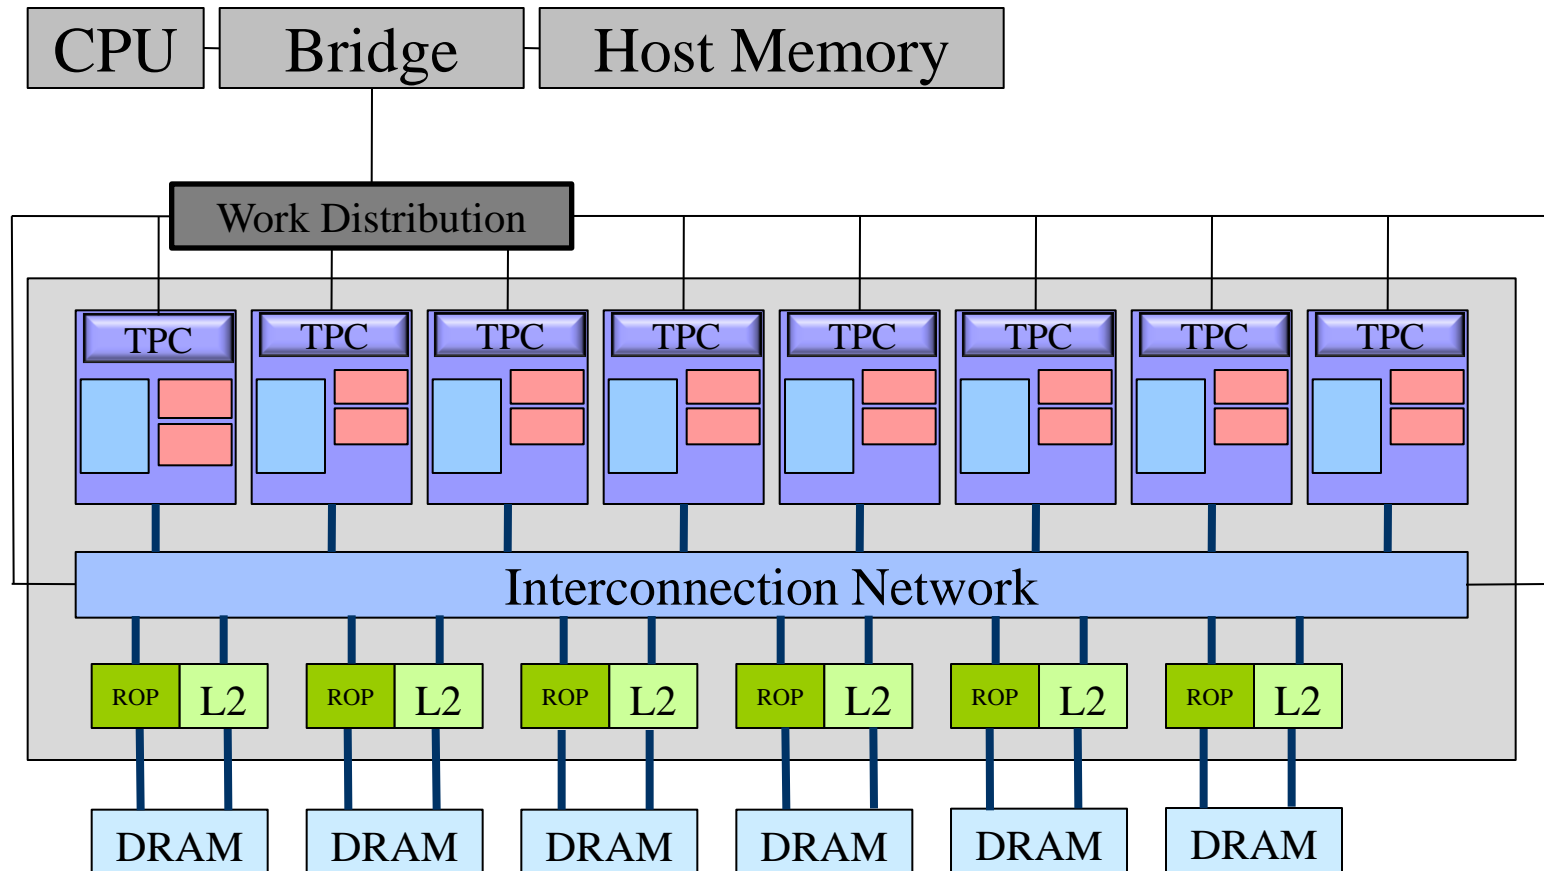 CPU Bridge Host Memory
Work Distribution
TPC TPC TPC TPC TPC TPC TPC TPC
Interconnection Network
ROP L2 ROP L2 ROP L2 ROP L2 ROP L2 ROP L2
DRAM DRAM DRAM DRAM DRAM DRAM